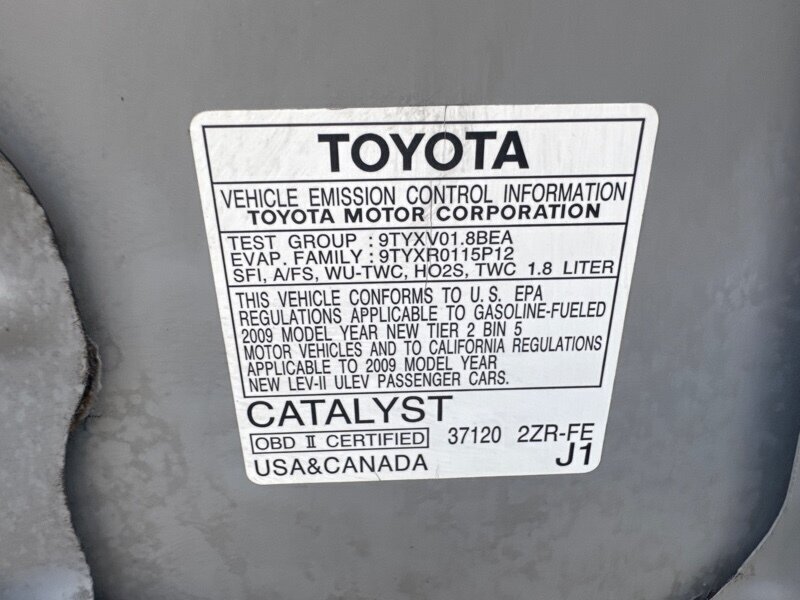 TOYOTA
VEHICLE EMISSION CONTROL INFORMATION
TOYOTA MOTOR CORPORATION
TEST GROUP : 9TYXV01.8BEA
EVAP. FAMILY : 9TYXR0115P12
SFI, A/FS, WU-TWC, HO2S, TWC 1.8 LITER
THIS VEHICLE CONFORMS TO U.S. EPA
REGULATIONS APPLICABLE TO GASOLINE-FUELED
2009 MODEL YEAR NEW TIER 2 BIN 5
MOTOR VEHICLES AND TO CALIFORNIA REGULATIONS
APPLICABLE TO 2009 MODEL YEAR
NEW LEV-II ULEV PASSENGER CARS.
CATALYST
OBD II CERTIFIED 37120 2ZR-FE
USA&CANADA J1